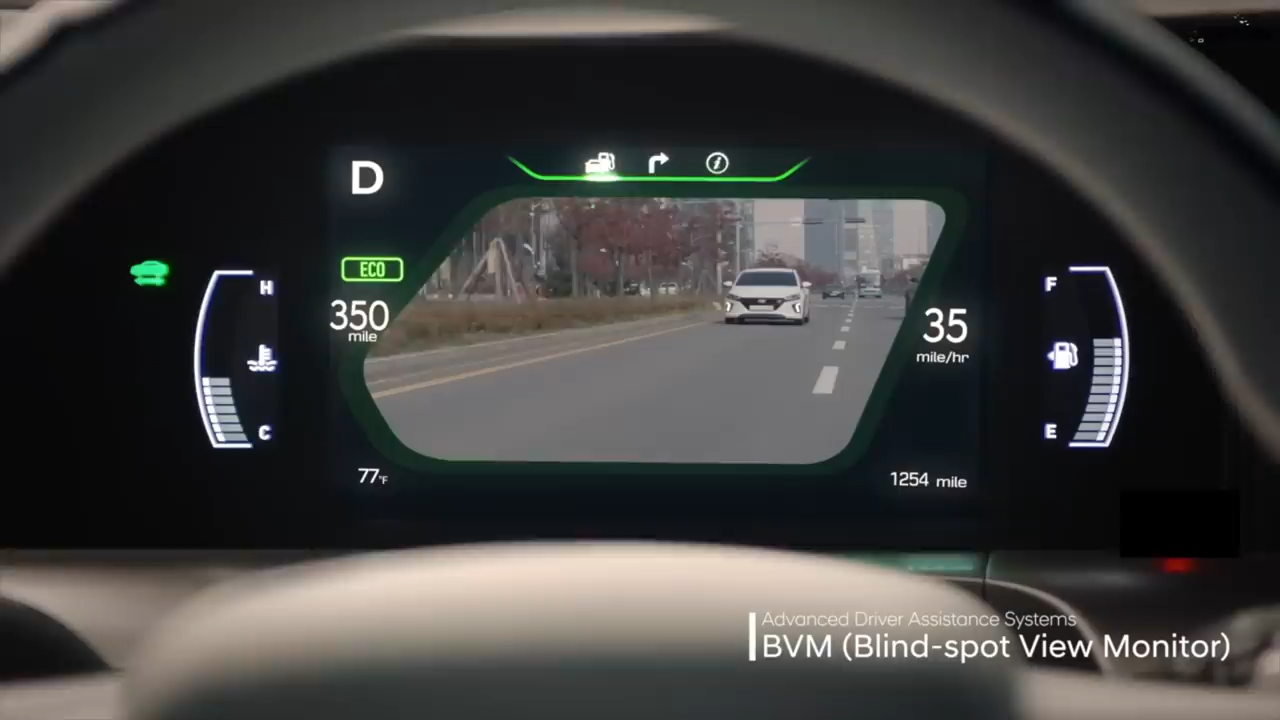 D
ECO
350
mile
35
mile/hr
H
C
F
E
77°F
1254 mile
Advanced Driver Assistance Systems
BVM (Blind-spot View Monitor)